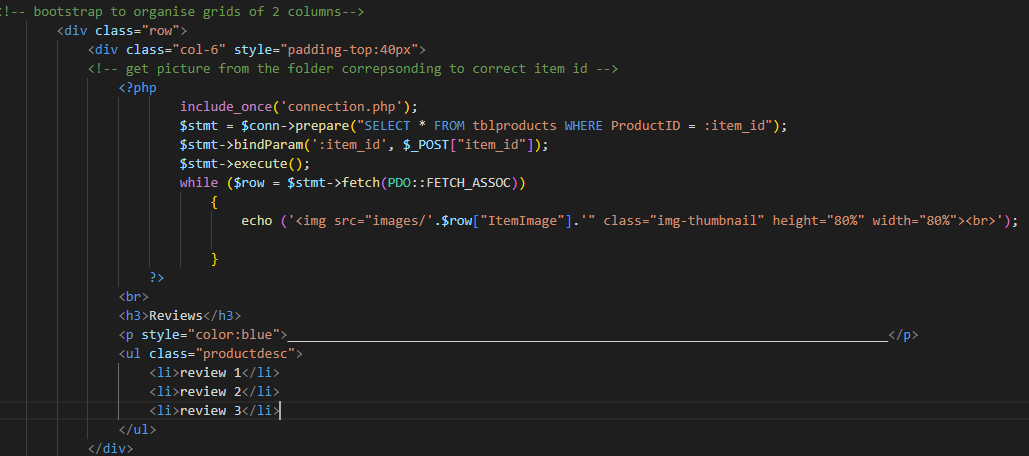 !-- bootstrap to organise grids of 2 columns-->
<div class="row">
<div class="col-6" style="padding-top:40px">
<!-- get picture from the folder correpsonding to correct item id -->
<?php
include_once('connection.php');
$stmt = $conn->prepare("SELECT * FROM tblproducts WHERE ProductID = :item_id");
$stmt->bindParam(':item_id', $_POST["item_id"]);
$stmt->execute();
while ($row = $stmt->fetch(PDO::FETCH_ASSOC))
{
echo ('<img src="images/'.$row["ItemImage"].'" class="img-thumbnail" height="80%" width="80%"><br>');
}
?>
<br>
<h3>Reviews</h3>
<p style="color:blue">______________________________________________________________________________</p>
<ul class="productdesc">
<li>review 1</li>
<li>review 2</li>
<li>review 3</li>
</ul>
</div>